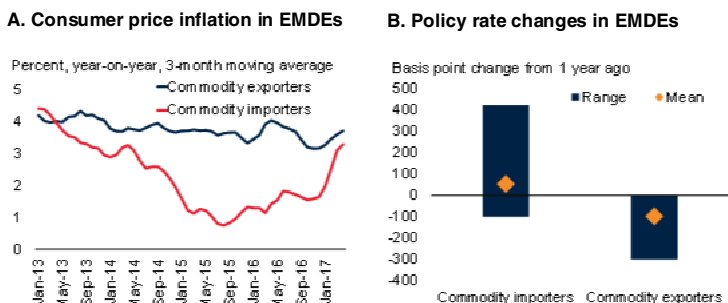 A. Consumer price inflation in EMDEs
Percent, year-on-year, 3-month moving average
5
4
3
2
1
0
Commodity exporters
Commodity importers
Jan-13
May-13
Sep-13
Jan-14
May-14
Sep-14
Jan-15
May-15
Sep-15
Jan-16
May-16
Sep-16
Jan-17
B. Policy rate changes in EMDEs
Basis point change from 1 year ago
500
400
300
200
100
0
-100
-200
-300
-400
Range
Mean
Commodity importers
Commodity exporters